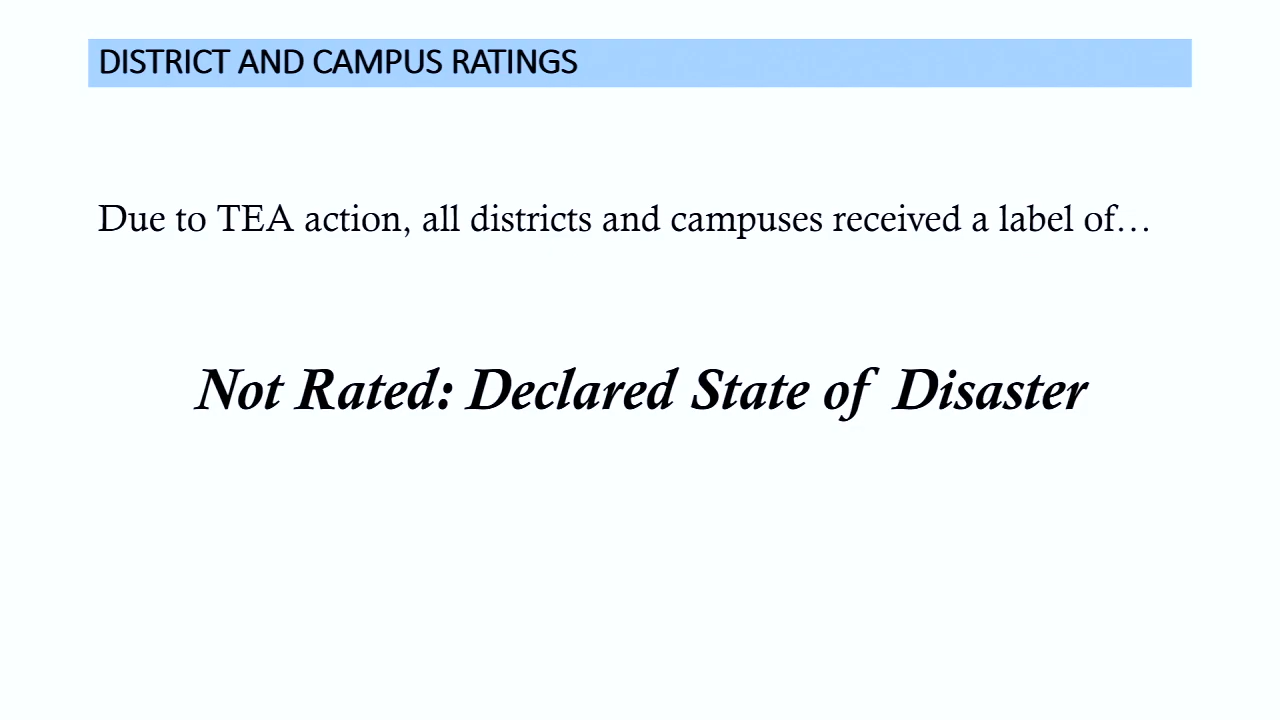 DISTRICT AND CAMPUS RATINGS
Due to TEA action, all districts and campuses received a label of…
Not Rated: Declared State of Disaster